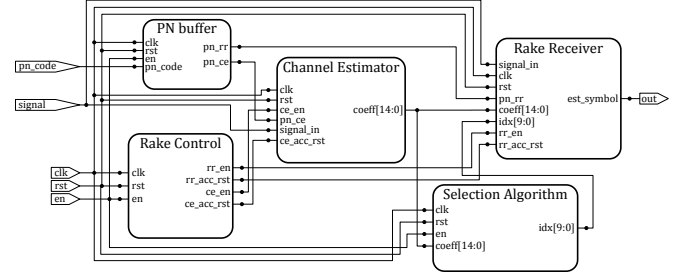 PN buffer
clk
rst
en
pn_code
pn_rr
pn_ce
pn_code
signal
clk
rst
en
Channel Estimator
clk
rst
ce_en
pn_ce
signal_in
ce_acc_rst
coeff[14:0]
Rake Control
clk
rst
en
rr_en
rr_acc_rst
ce_en
ce_acc_rst
Rake Receiver
signal_in
clk
rst
pn_rr
coeff[14:0]
idx[9:0]
rr_en
rr_acc_rst
est_symbol
out
Selection Algorithm
clk
rst
en
coeff[14:0]
idx[9:0]